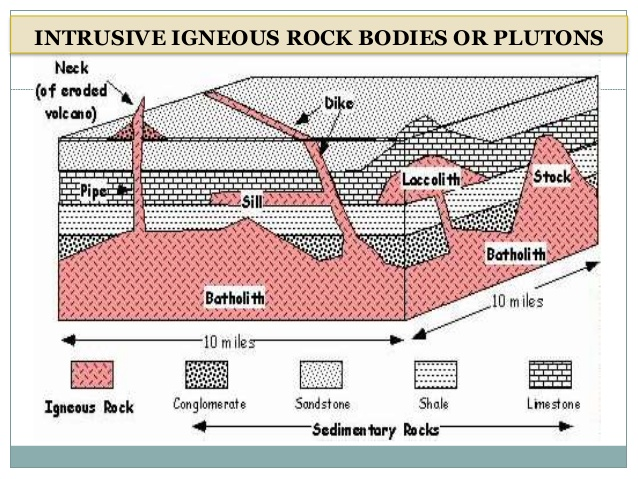 INTRUSIVE IGNEOUS ROCK BODIES OR PLUTONS
Neck
(of eroded
volcano)
Dike
Pipe
Sill
Laccolith
Stock
Batholith
Batholith
10 miles
10 miles
Igneous Rock
Conglomerate
Sandstone
Shale
Limestone
Sedimentary Rocks